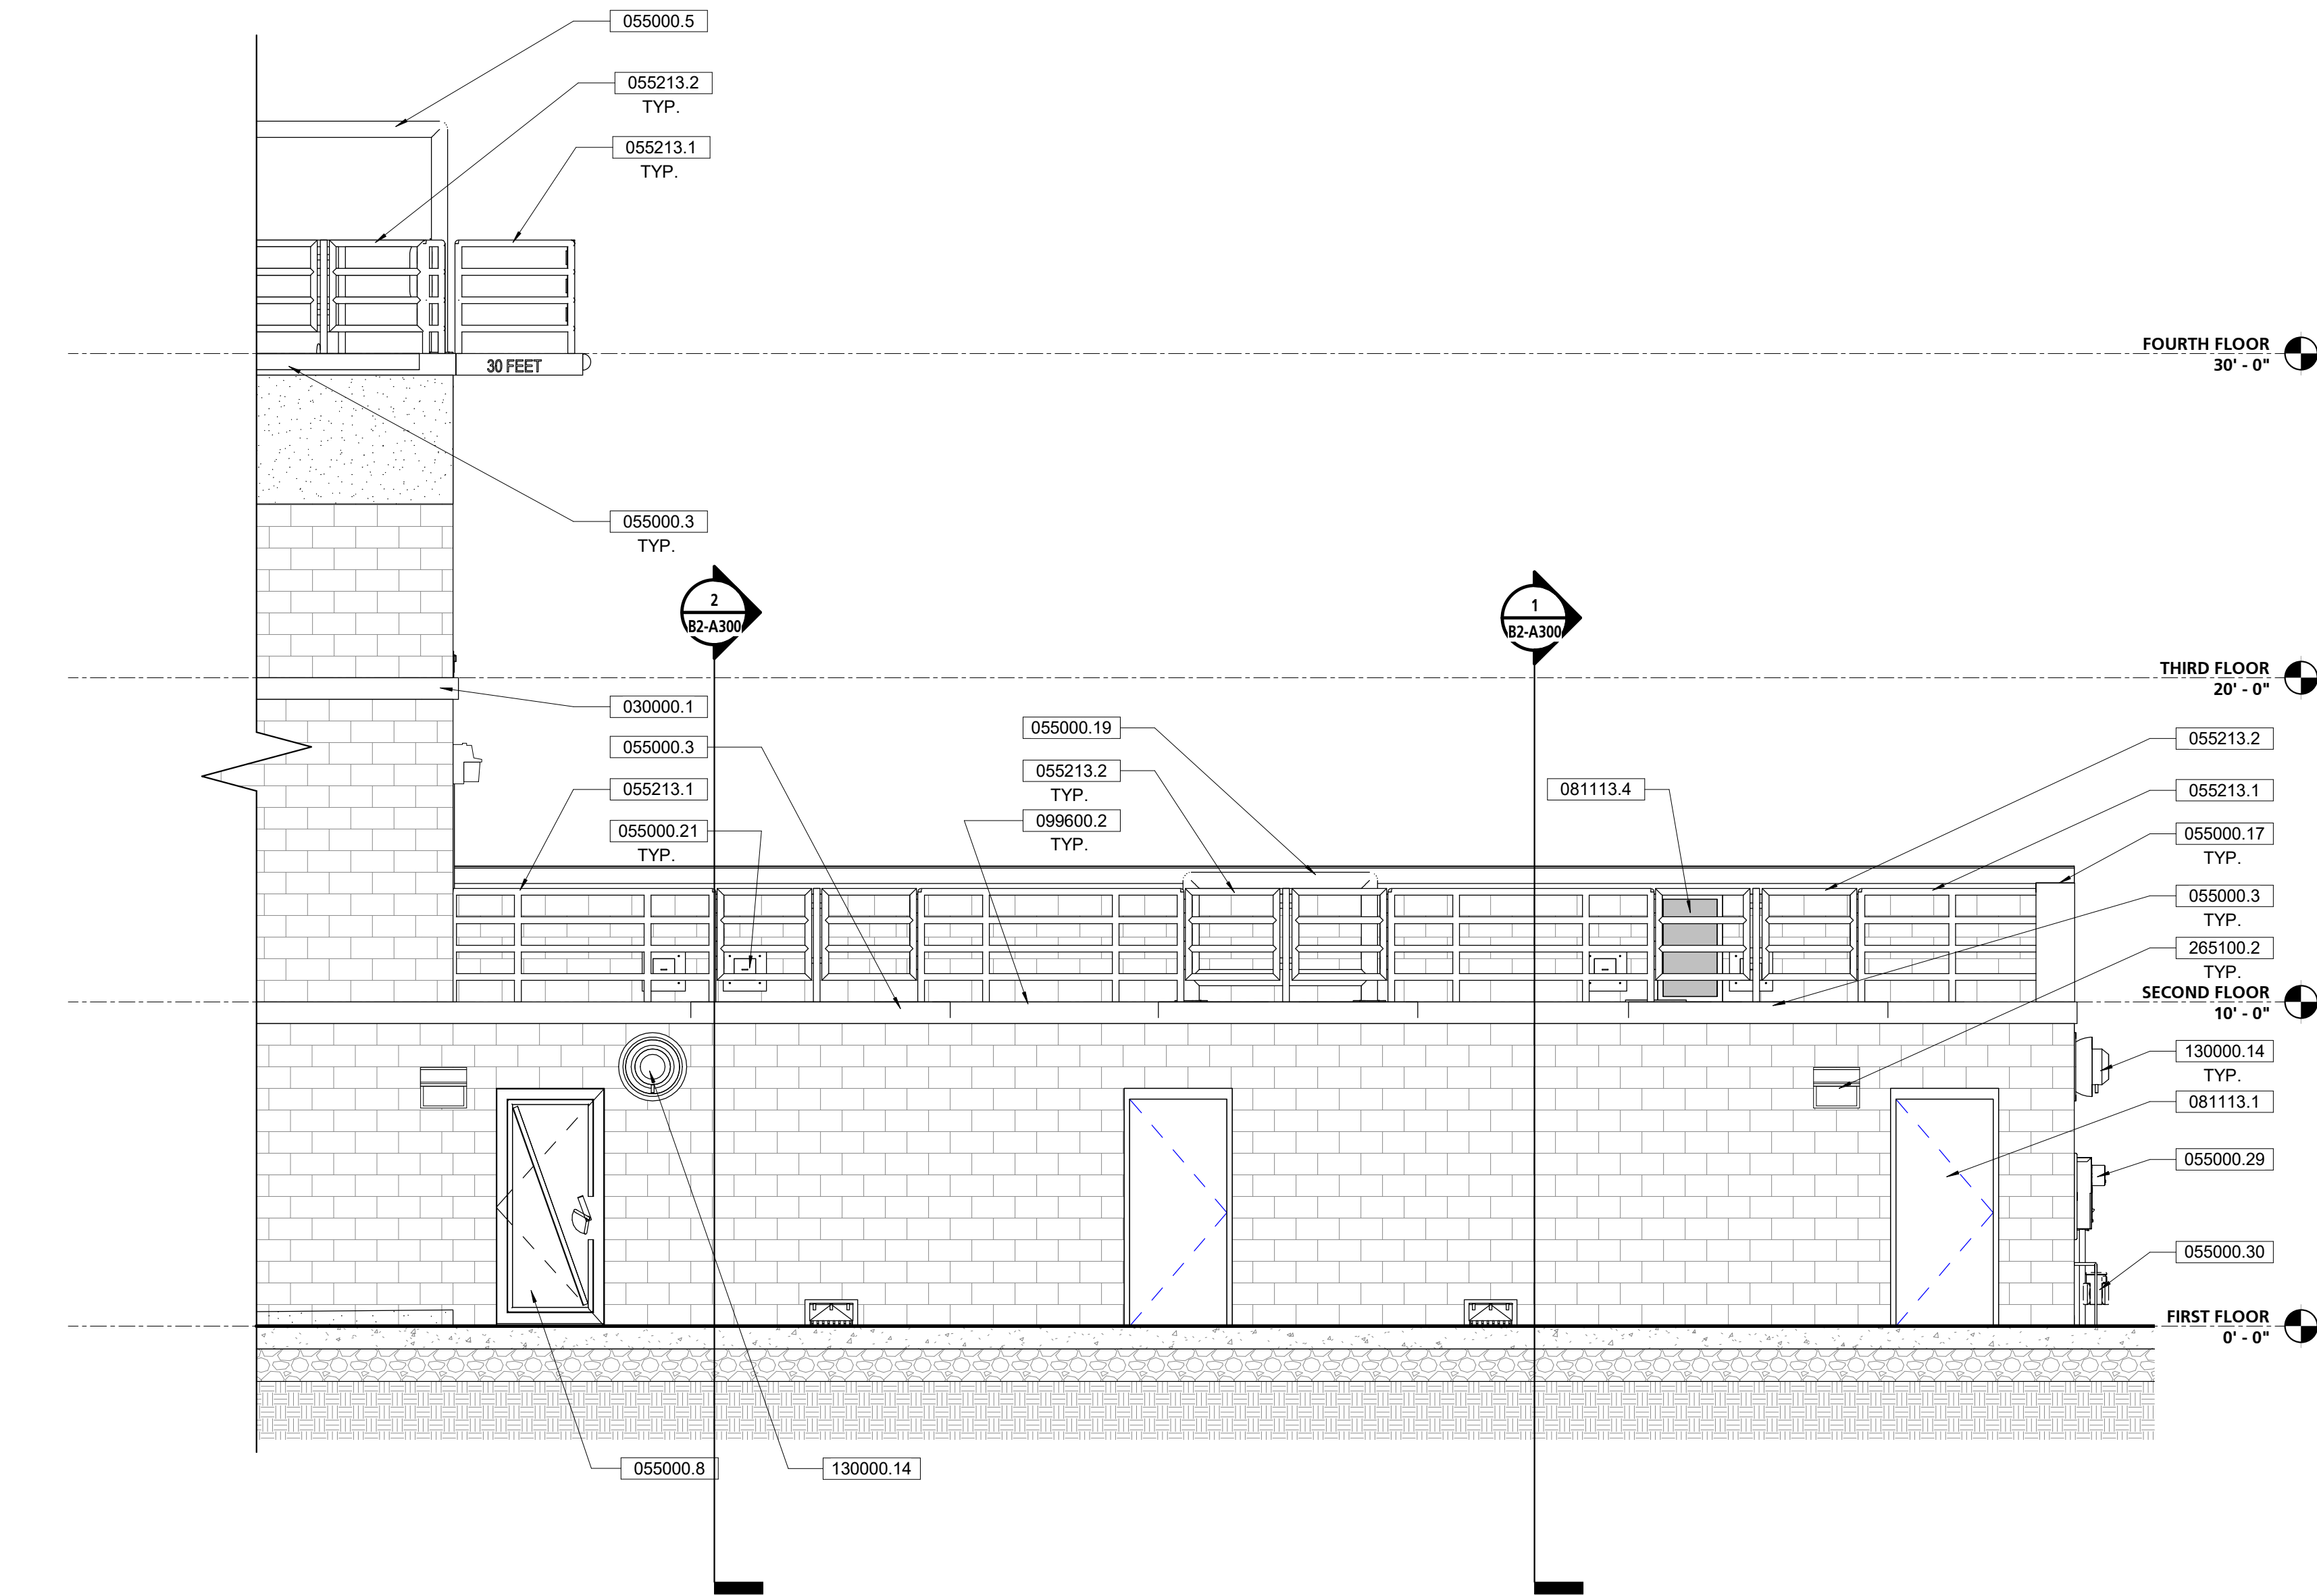 055000.5
055213.2
TYP.
055213.1
TYP.
FOURTH FLOOR
30' - 0"
30 FEET
055000.3
TYP.
2
B2-A300
1
B2-A300
THIRD FLOOR
20' - 0"
030000.1
055000.3
055213.1
055000.21
TYP.
055000.19
055213.2
TYP.
099600.2
TYP.
081113.4
055213.2
055213.1
055000.17
TYP.
055000.3
TYP.
265100.2
TYP.
SECOND FLOOR
10' - 0"
130000.14
TYP.
081113.1
055000.29
055000.30
FIRST FLOOR
0' - 0"
055000.8
130000.14